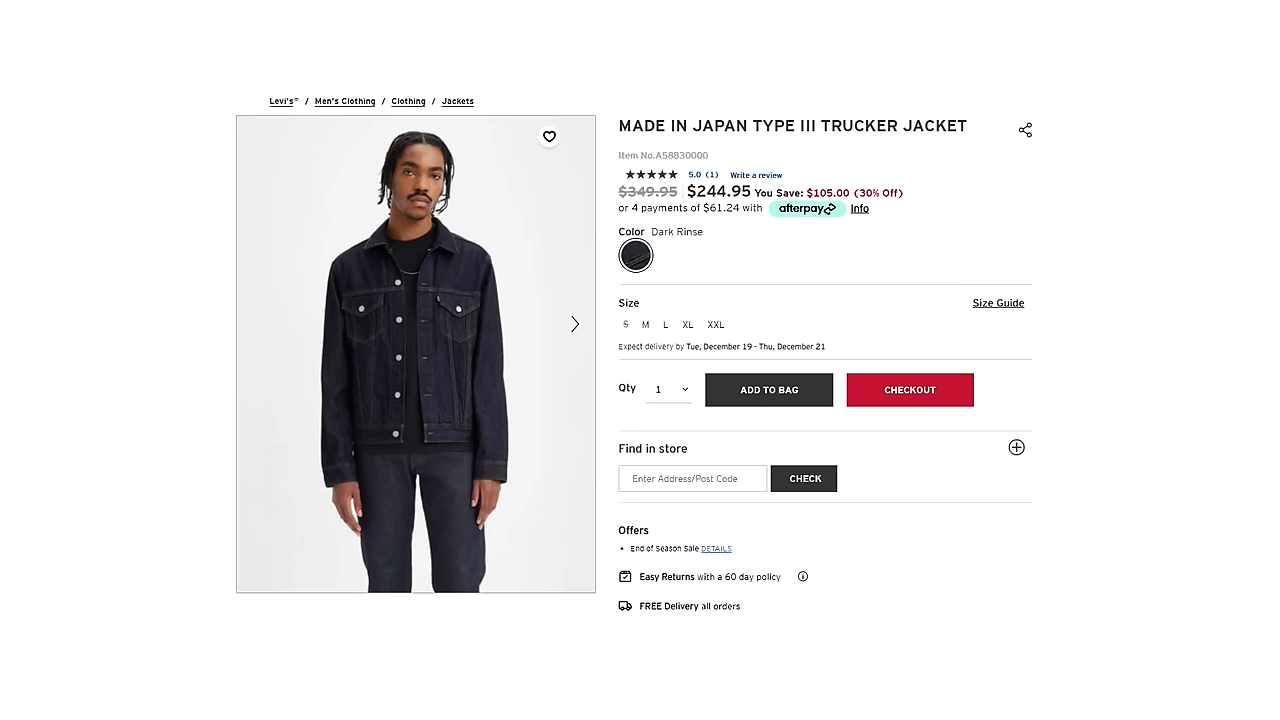 Levi's® / Men's Clothing / Clothing / Jackets
MADE IN JAPAN TYPE III TRUCKER JACKET
Item No.A58830000
★★★★★ 5.0 (1) Write a review
$349.95 $244.95 You Save: $105.00 (30% Off)
or 4 payments of $61.24 with afterpay Info
Color Dark Rinse
Size Size Guide
S M L XL XXL
Expect delivery by Tue, December 19 - Thu, December 21
Qty 1 ADD TO BAG CHECKOUT
Find in store
Enter Address/Post Code CHECK
Offers
• End of Season Sale DETAILS
Easy Returns with a 60 day policy
FREE Delivery all orders